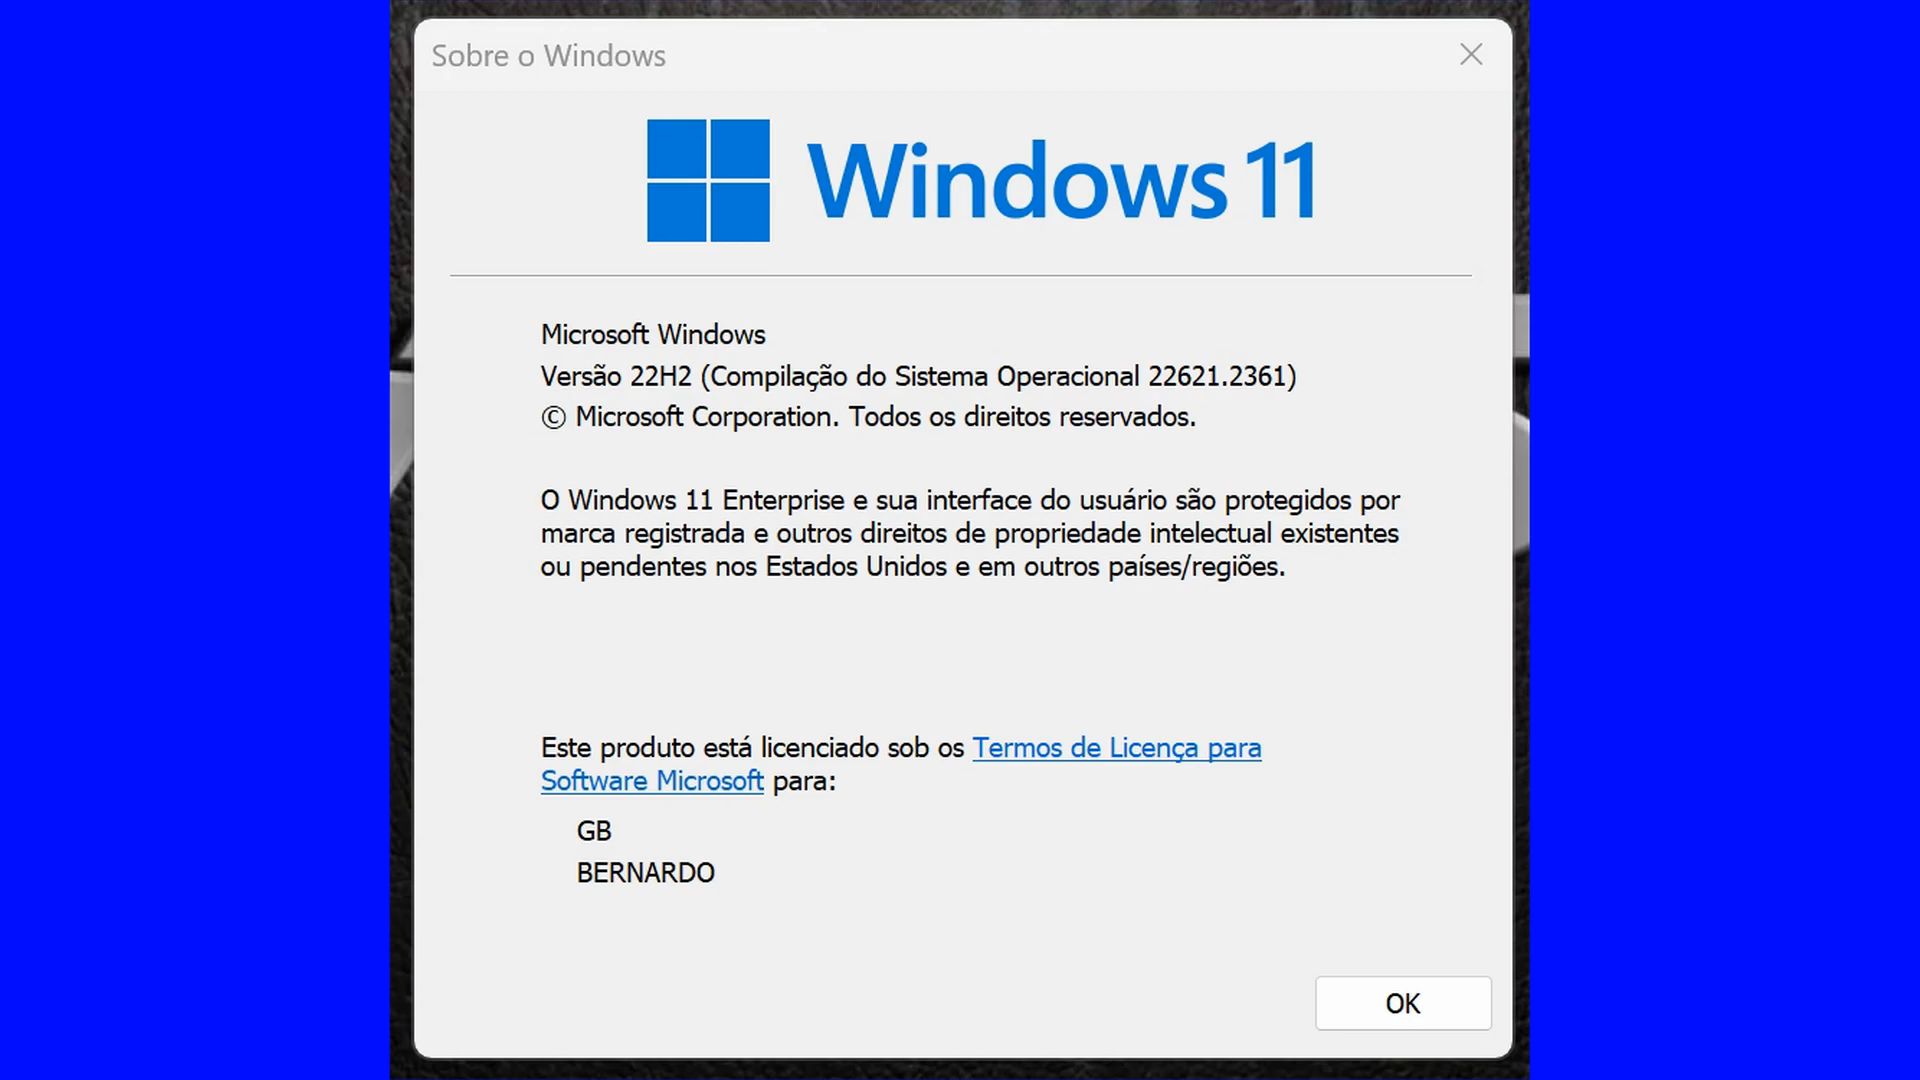 Sobre o Windows
Windows 11
Microsoft Windows
Versão 22H2 (Compilação do Sistema Operacional 22621.2361)
© Microsoft Corporation. Todos os direitos reservados.
O Windows 11 Enterprise e sua interface do usuário são protegidos por
marca registrada e outros direitos de propriedade intelectual existentes
ou pendentes nos Estados Unidos e em outros países/regiões.
Este produto está licenciado sob os Termos de Licença para
Software Microsoft para:
GB
BERNARDO
OK